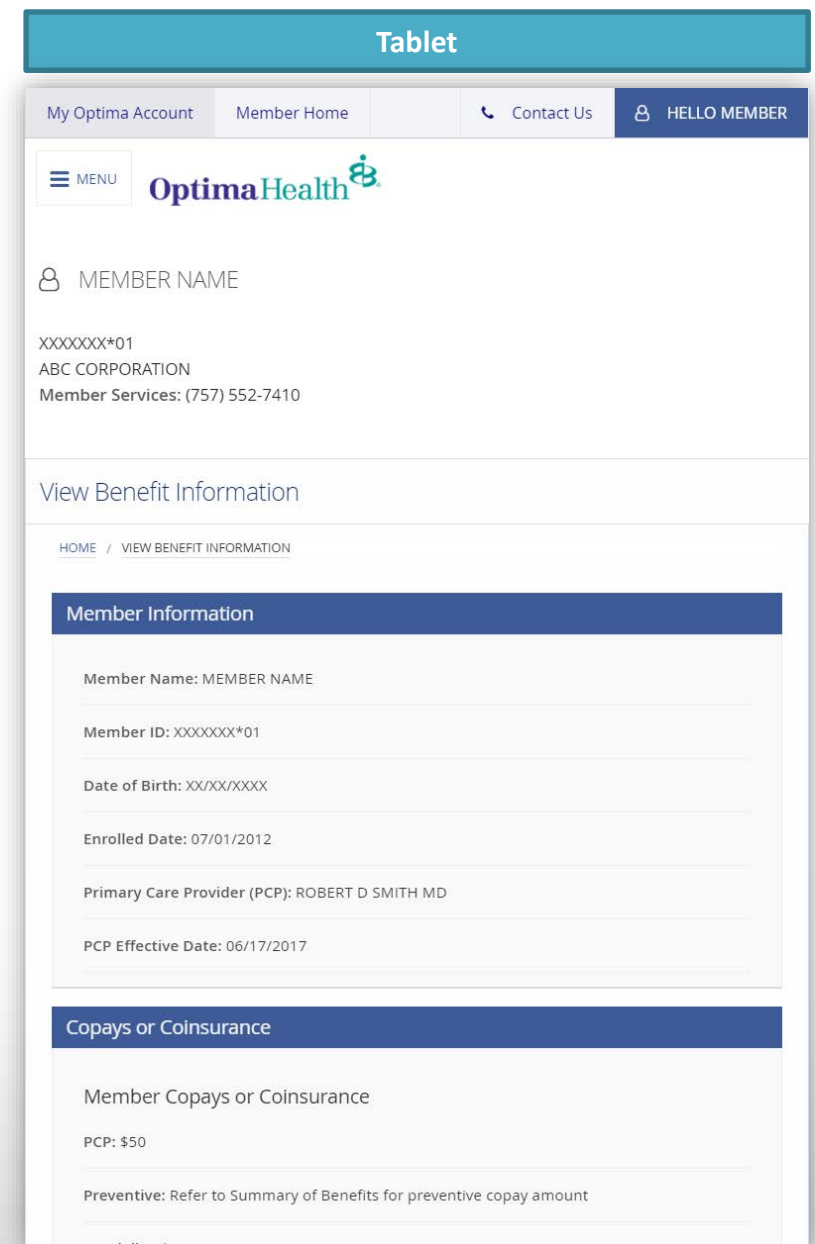 Tablet
My Optima Account Member Home Contact Us HELLO MEMBER
MENU OptimaHealth
MEMBER NAME
XXXXXXX*01
ABC CORPORATION
Member Services: (757) 552-7410
View Benefit Information
HOME / VIEW BENEFIT INFORMATION
Member Information
Member Name: MEMBER NAME
Member ID: XXXXXXX*01
Date of Birth: XX/XX/XXXX
Enrolled Date: 07/01/2012
Primary Care Provider (PCP): ROBERT D SMITH MD
PCP Effective Date: 06/17/2017
Copays or Coinsurance
Member Copays or Coinsurance
PCP: $50
Preventive: Refer to Summary of Benefits for preventive copay amount